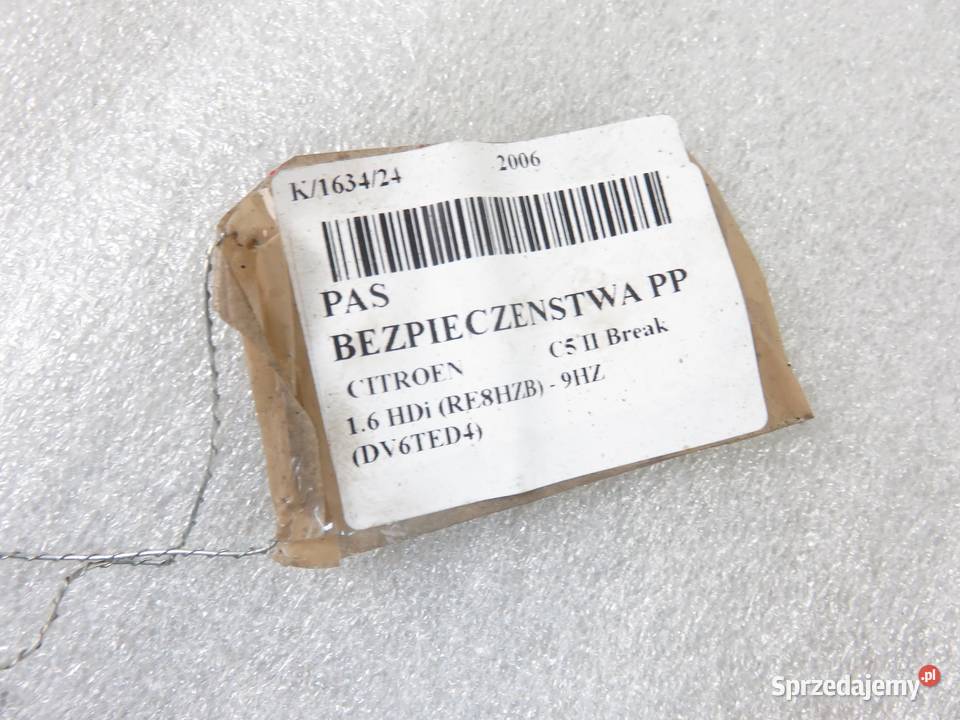 K/1634/24 2006
PAS
BEZPIECZENSTWA PP
CITROEN C5 II Break
1.6 HDi (RE8HZB) - 9HZ
(DV6TED4)
Sprzedajemy.pl